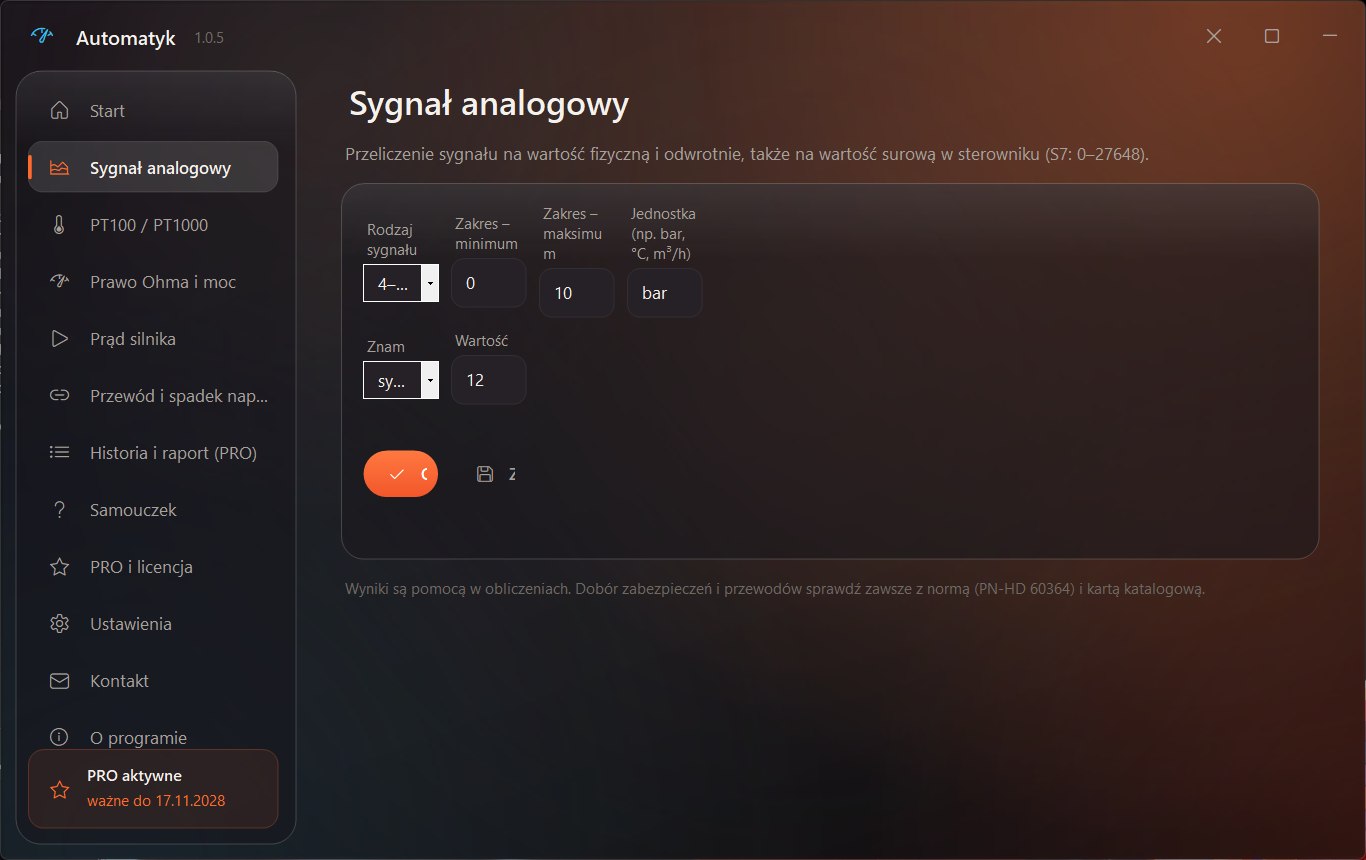 Automatyk 1.0.5
Start
Sygnał analogowy
PT100 / PT1000
Prawo Ohma i moc
Prąd silnika
Przewód i spadek nap...
Historia i raport (PRO)
Samouczek
PRO i licencja
Ustawienia
Kontakt
O programie
PRO aktywne
ważne do 17.11.2028
Sygnał analogowy
Przeliczenie sygnału na wartość fizyczną i odwrotnie, także na wartość surową w sterowniku (S7: 0–27648).
Rodzaj
sygnału
4–...
Zakres –
minimum
0
Zakres –
maksimu
m
10
Jednostka
(np. bar,
°C, m³/h)
bar
Znam
sy...
Wartość
12
Wyniki są pomocą w obliczeniach. Dobór zabezpieczeń i przewodów sprawdź zawsze z normą (PN-HD 60364) i kartą katalogową.